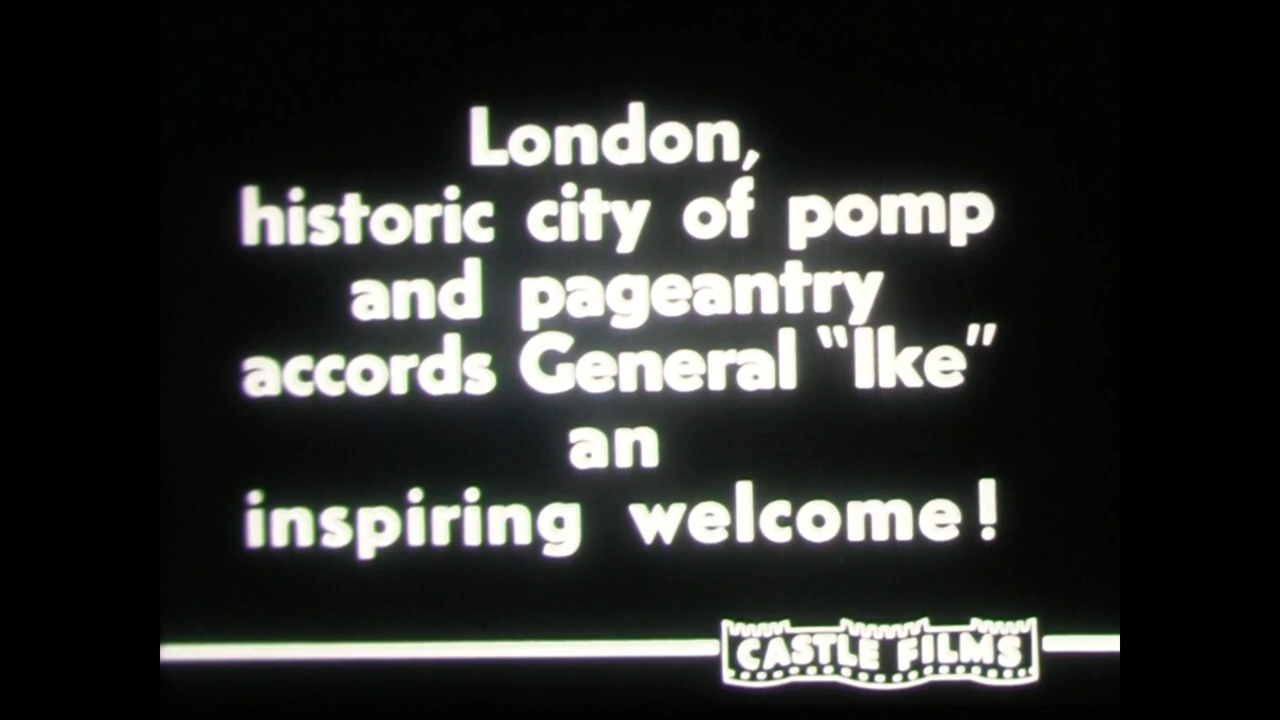 London,
historic city of pomp
and pageantry
accords General "Ike"
an
inspiring welcome!
CASTLE FILMS